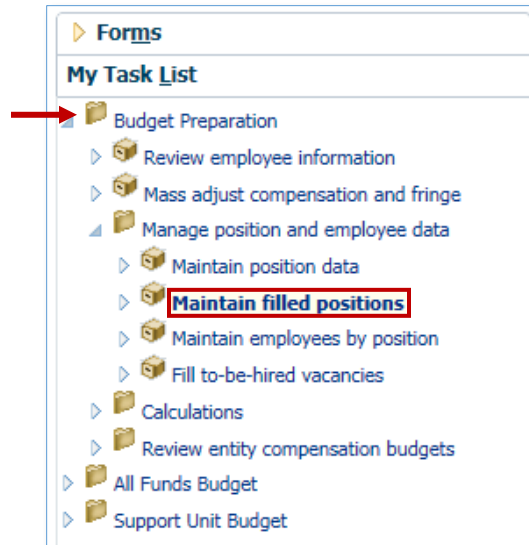 Forms
My Task List
Budget Preparation
Review employee information
Mass adjust compensation and fringe
Manage position and employee data
Maintain position data
Maintain filled positions
Maintain employees by position
Fill to-be-hired vacancies
Calculations
Review entity compensation budgets
All Funds Budget
Support Unit Budget